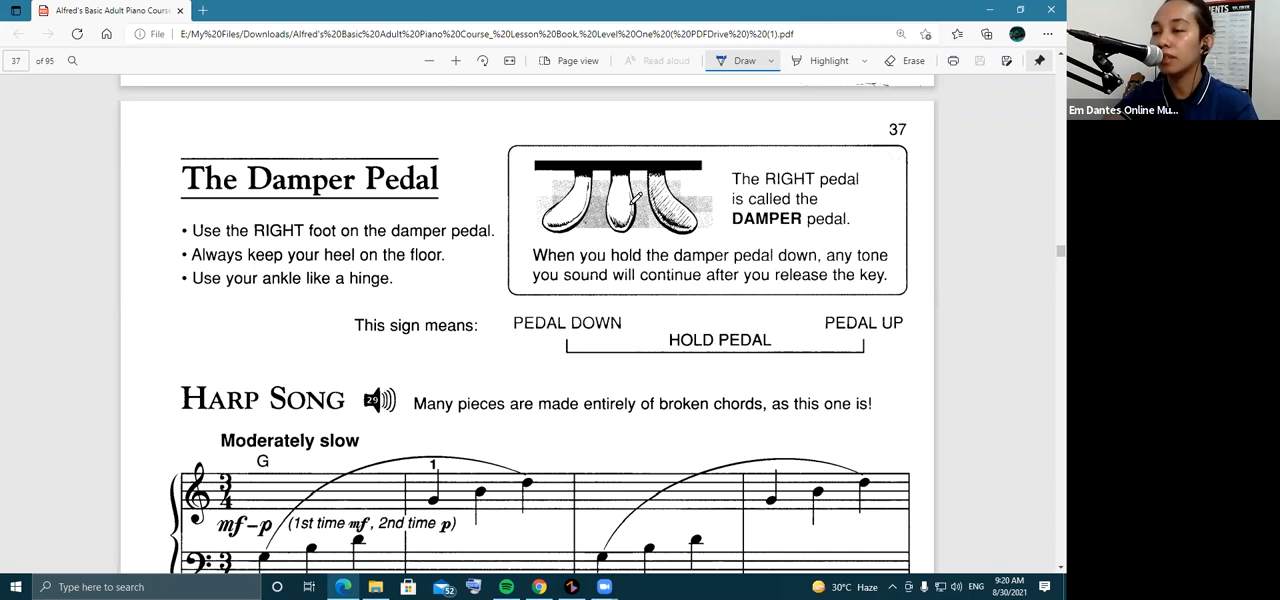 Alfred's Basic Adult Piano Cours
File
E:/My%20Files/Downloads/Alfred's%20Basic%20Adult%20Piano%20Course_%20Lesson%20Book.%20Level%20One%20(%20PDFDrive%20)%20(1).pdf
37 of 95
Page view
Read aloud
Draw
Highlight
Erase
Em Dantes Online Mu...
37
The Damper Pedal
• Use the RIGHT foot on the damper pedal.
• Always keep your heel on the floor.
• Use your ankle like a hinge.
The RIGHT pedal
is called the
DAMPER pedal.
When you hold the damper pedal down, any tone
you sound will continue after you release the key.
This sign means:
PEDAL DOWN
HOLD PEDAL
PEDAL UP
HARP SONG
29
Many pieces are made entirely of broken chords, as this one is!
Moderately slow
G
1
3
4
mf-p (1st time mf, 2nd time p)
3
Type here to search
52
30°C Haze
ENG
9:20 AM
8/30/2021